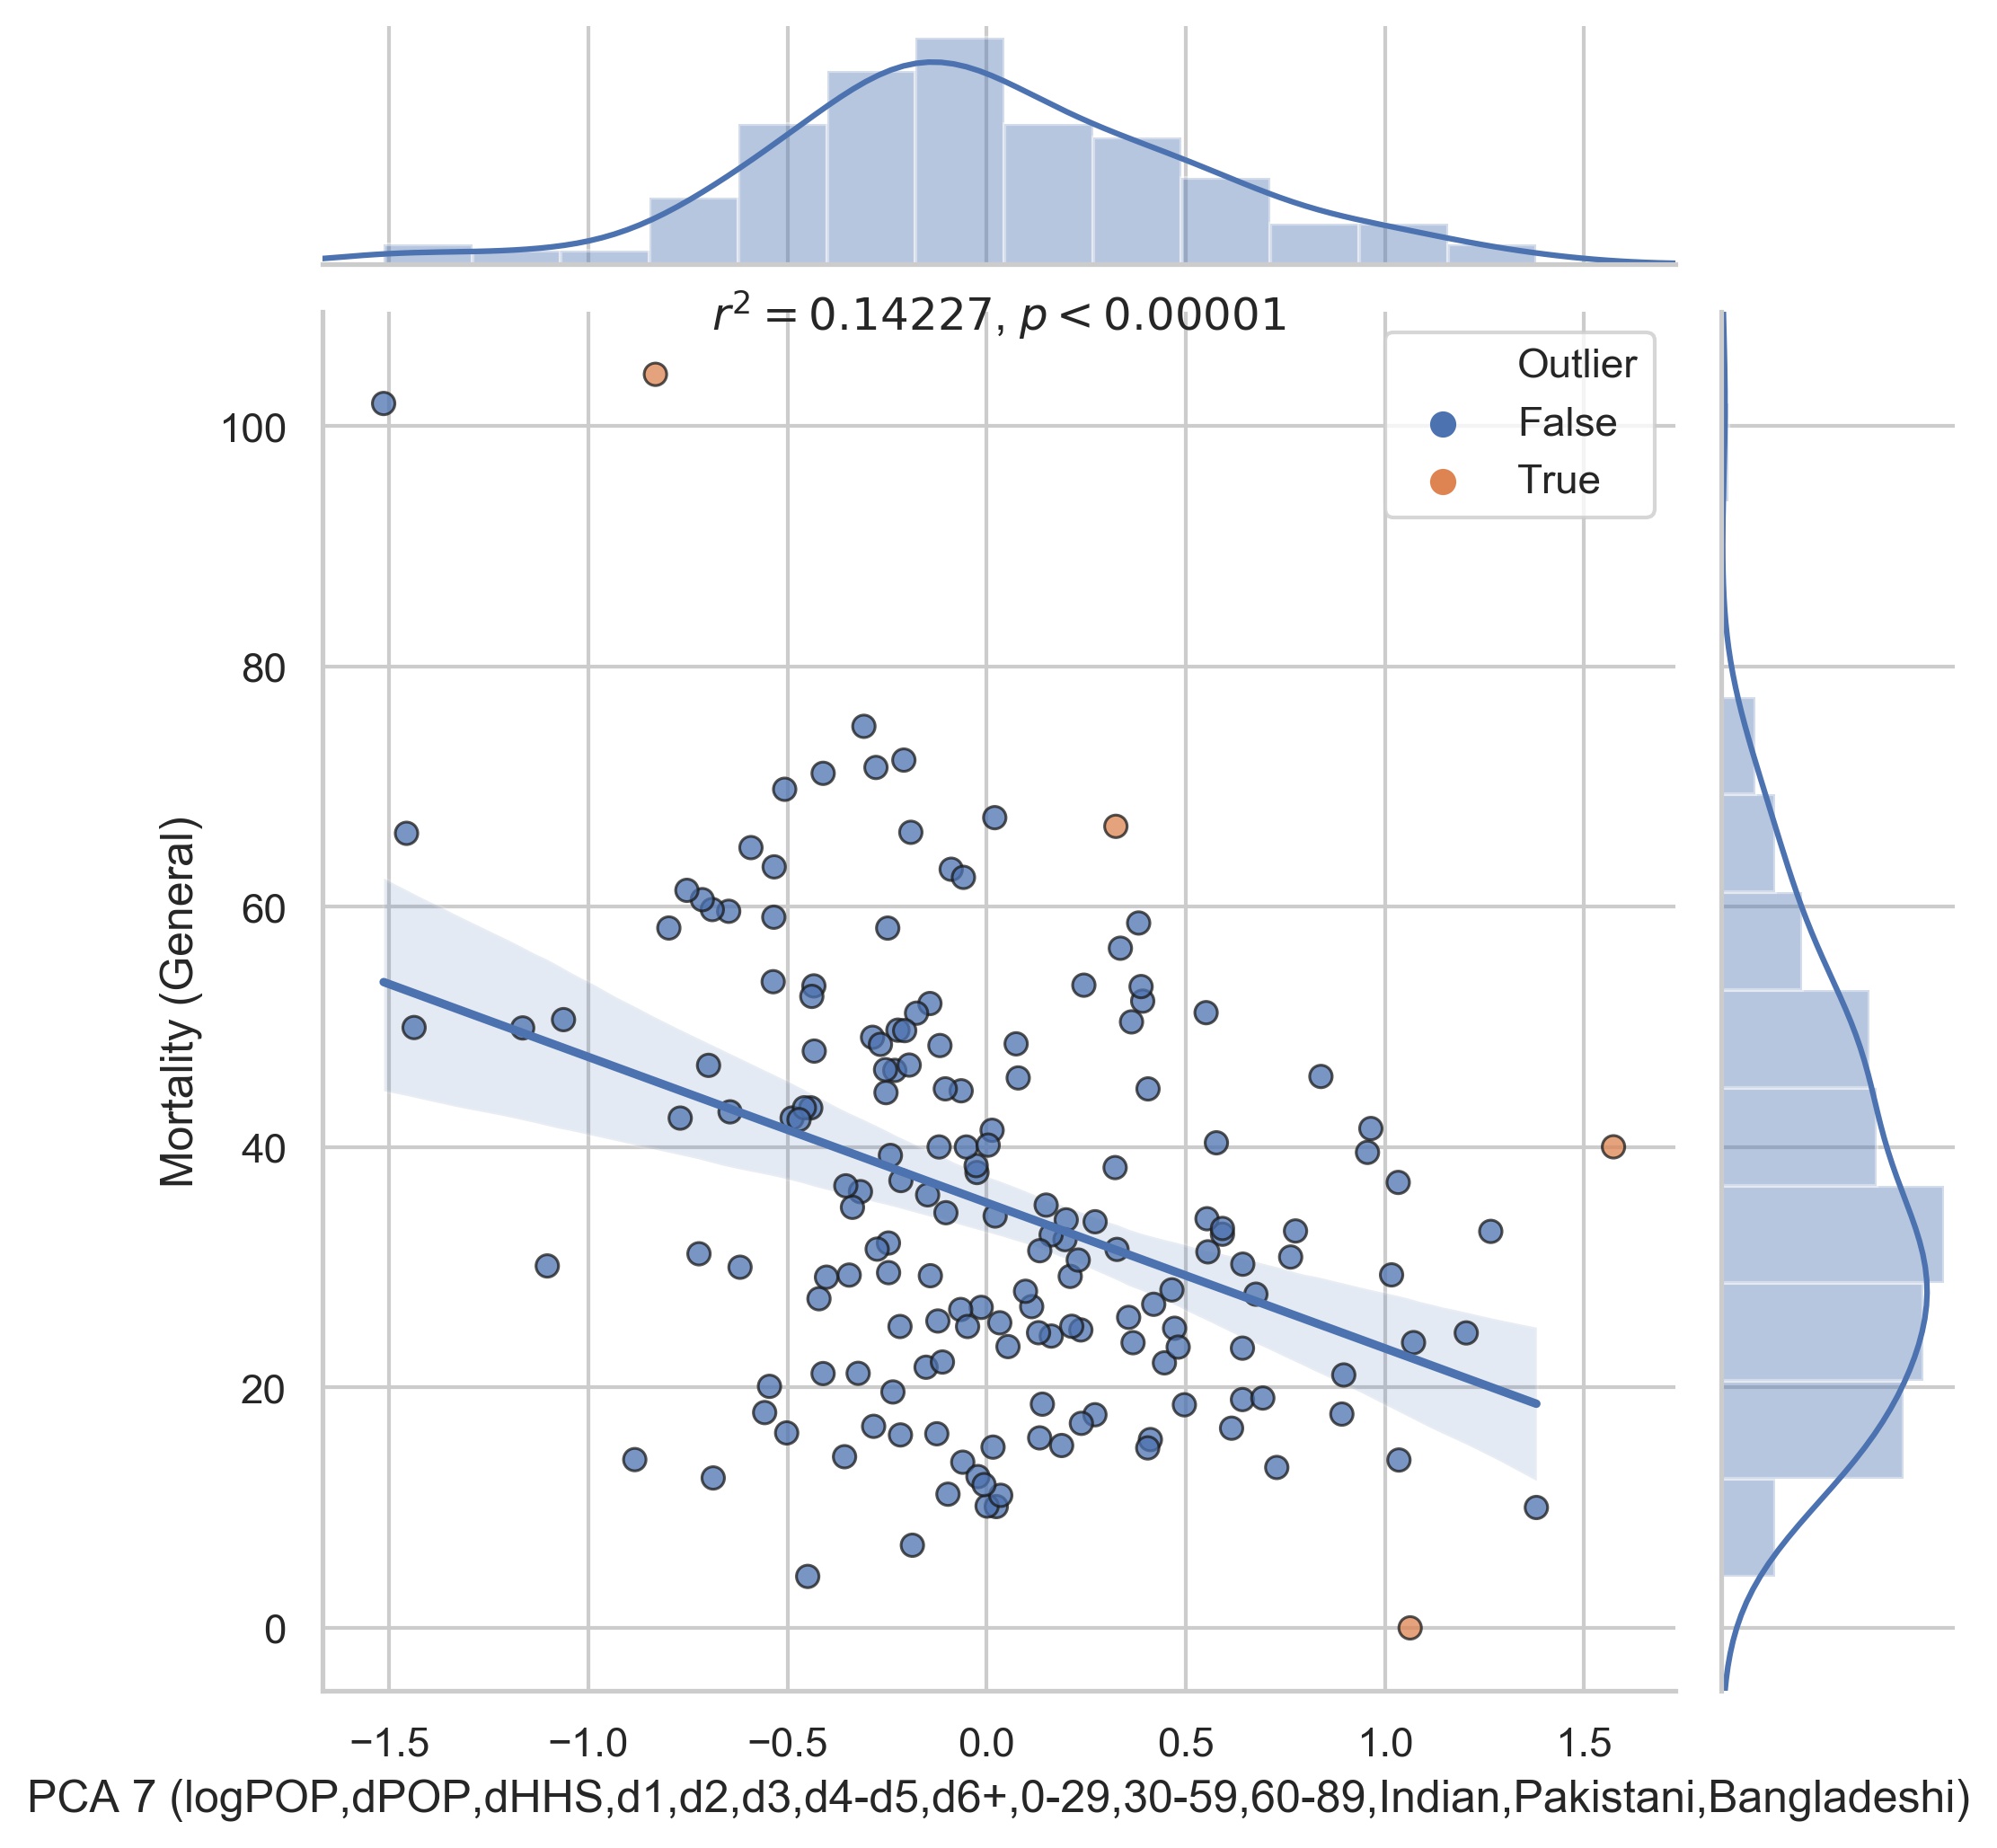 r² = 0.14227, p < 0.00001
Outlier
False
True
100
80
60
40
20
0
Mortality (General)
−1.5 −1.0 −0.5 0.0 0.5 1.0 1.5
PCA 7 (logPOP,dPOP,dHHS,d1,d2,d3,d4-d5,d6+,0-29,30-59,60-89,Indian,Pakistani,Bangladeshi)